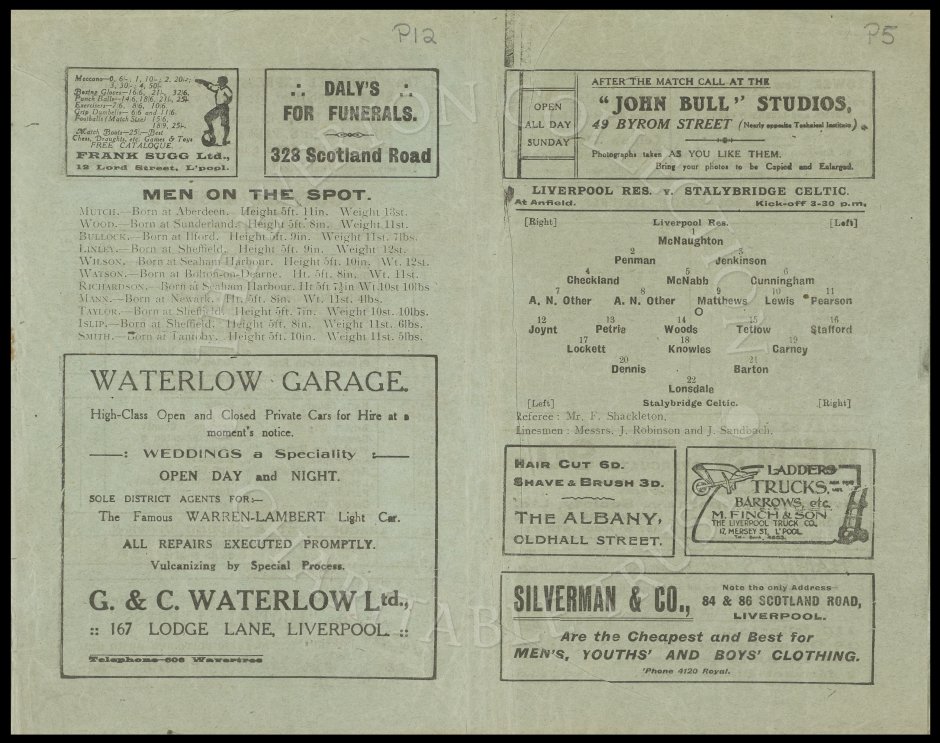 P12
Meccano—6, 6/-, 1, 10/-; 2, 20/-;
3, 30/-; 4, 50/-
Boxing Gloves—16/6, 21/-, 32/6.
Punch Balls—14/6, 18/6, 21/-, 25/-
Exercisers—7/6, 8/6, 10/6.
Grip Dumbells—6/6 and 11/6.
Footballs (Match Size) 15/6,
18/9, 25/-.
Match Boots—25/-—Best
Chess, Draughts, etc. Games & Toys
FREE CATALOGUE.
FRANK SUGG Ltd.,
12 Lord Street, L'pool.
DALY'S
FOR FUNERALS.
323 Scotland Road
MEN ON THE SPOT.
MUTCH.—Born at Aberdeen. Height 5ft. 11in. Weight 13st.
WOOD.—Born at Sunderland. Height 5ft. 8in. Weight 11st.
BULLOCK.—Born at Ilford. Height 5ft. 9in. Weight 11st. 7lbs.
LINLEY.—Born at Sheffield. Height 5ft. 9in. Weight 12st.
WILSON. Born at Seaham Harbour. Height 5ft. 10in. Wt. 12st.
WATSON.—Born at Bolton-on-Dearne. Ht. 5ft. 8in. Wt. 11st.
RICHARDSON.—Born at Seaham Harbour. Ht 5ft 7½in Wt 10st 10lbs
MANN.—Born at Newark. Ht. 5ft. 8in. Wt. 11st. 4lbs.
TAYLOR.—Born at Sheffield. Height 5ft. 7in. Weight 10st. 10lbs.
ISLIP.—Born at Sheffield. Height 5ft. 8in. Weight 11st. 6lbs.
SMITH.—Born at Tantoby. Height 5ft. 10in. Weight 11st. 5lbs.
WATERLOW GARAGE.
High-Class Open and Closed Private Cars for Hire at a
moment's notice.
WEDDINGS a Speciality
OPEN DAY and NIGHT.
SOLE DISTRICT AGENTS FOR:—
The Famous WARREN-LAMBERT Light Car.
ALL REPAIRS EXECUTED PROMPTLY.
Vulcanizing by Special Process.
G. & C. WATERLOW Ltd.,
:: 167 LODGE LANE, LIVERPOOL. ::
Telephone—606 Wavertree
P5
AFTER THE MATCH CALL AT THE
OPEN
ALL DAY
SUNDAY
"JOHN BULL" STUDIOS,
49 BYROM STREET (Nearly opposite Technical Institute).
Photographs taken AS YOU LIKE THEM.
Bring your photos to be Copied and Enlarged.
LIVERPOOL RES. v. STALYBRIDGE CELTIC.
At Anfield. Kick-off 3-30 p.m.
[Right] Liverpool Res. [Left]
1
McNaughton
2 3
Penman Jenkinson
4 5 6
Checkland McNabb Cunningham
7 8 9 10 11
A. N. Other A. N. Other Matthews Lewis Pearson
O
12 13 14 15 16
Joynt Petrie Woods Tetlow Stafford
17 18 19
Lockett Knowles Carney
20 21
Dennis Barton
22
Lonsdale
[Left] Stalybridge Celtic. [Right]
Referee : Mr. F. Shackleton.
Linesmen : Messrs. J. Robinson and J. Sandbach.
HAIR CUT 6D.
SHAVE & BRUSH 3D.
THE ALBANY,
OLDHALL STREET.
LADDERS
TRUCKS,
BARROWS, etc.
M. FINCH & SON
THE LIVERPOOL TRUCK CO.
17, MERSEY ST, L'POOL.
SILVERMAN & CO.,
Note the only Address
84 & 86 SCOTLAND ROAD,
LIVERPOOL.
Are the Cheapest and Best for
MEN'S, YOUTHS' AND BOYS' CLOTHING.
'Phone 4120 Royal.